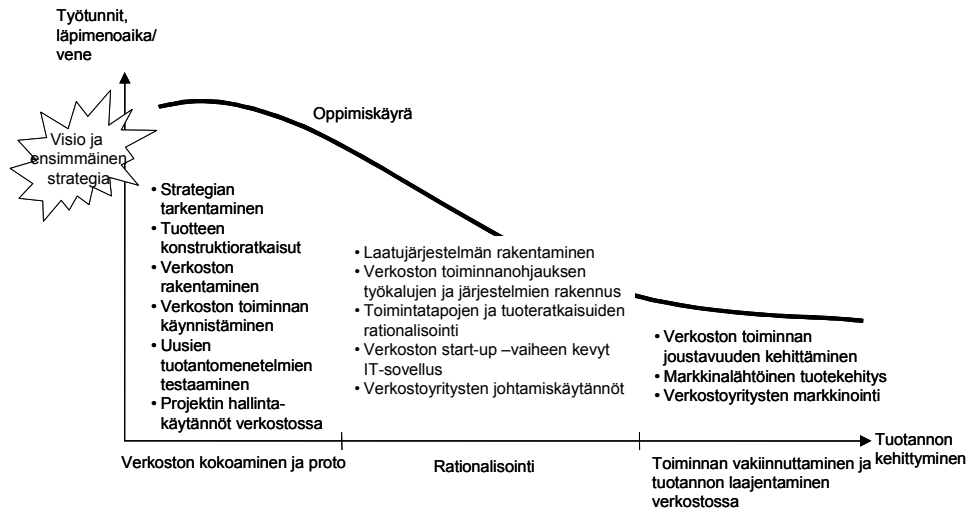 Työtunnit,
läpimenoaika/
vene
Oppimiskäyrä
Visio ja
ensimmäinen
strategia
• Strategian
tarkentaminen
• Tuotteen
konstruktioratkaisut
• Verkoston
rakentaminen
• Verkoston toiminnan
käynnistäminen
• Uusien
tuotantomenetelmien
testaaminen
• Projektin hallinta-
käytännöt verkostossa
• Laatujärjestelmän rakentaminen
• Verkoston toiminnanohjauksen
työkalujen ja järjestelmien rakennus
• Toimintatapojen ja tuoteratkaisuiden
rationalisointi
• Verkoston start-up –vaiheen kevyt
IT-sovellus
• Verkostoyritysten johtamiskäytännöt
• Verkoston toiminnan
joustavuuden kehittäminen
• Markkinalähtöinen tuotekehitys
• Verkostoyritysten markkinointi
Tuotannon
kehittyminen
Verkoston kokoaminen ja proto
Rationalisointi
Toiminnan vakiinnuttaminen ja
tuotannon laajentaminen
verkostossa